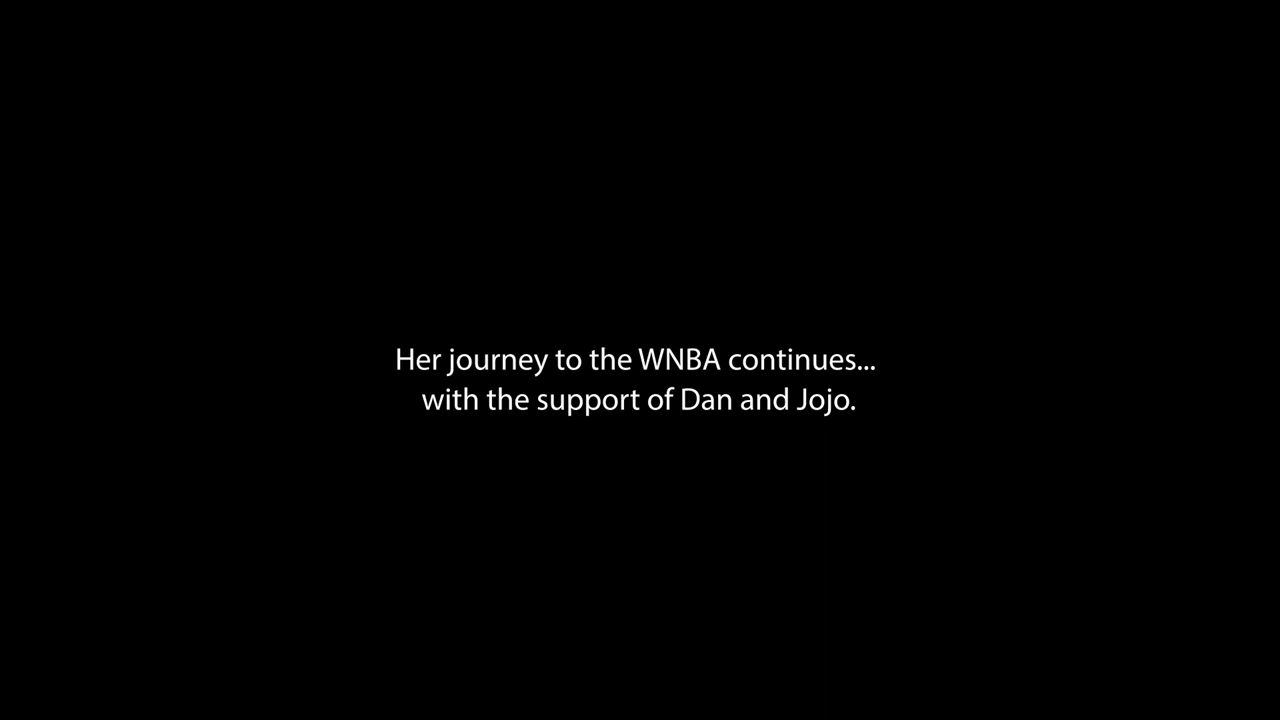 Her journey to the WNBA continues...
with the support of Dan and Jojo.